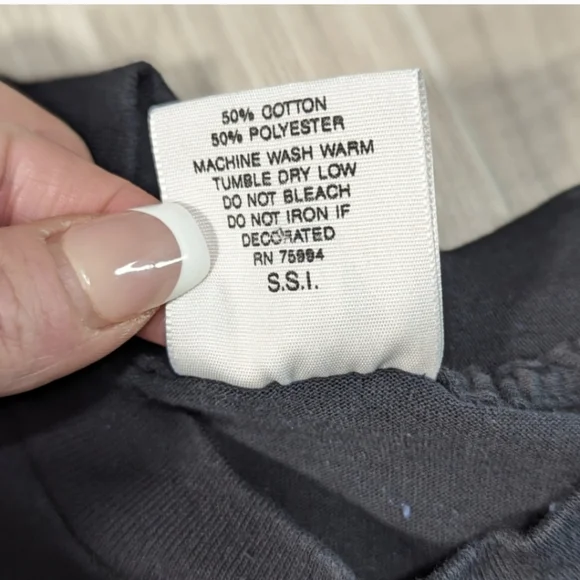 50% COTTON
50% POLYESTER
MACHINE WASH WARM
TUMBLE DRY LOW
DO NOT BLEACH
DO NOT IRON IF
DECORATED
RN 75994
S.S.I.